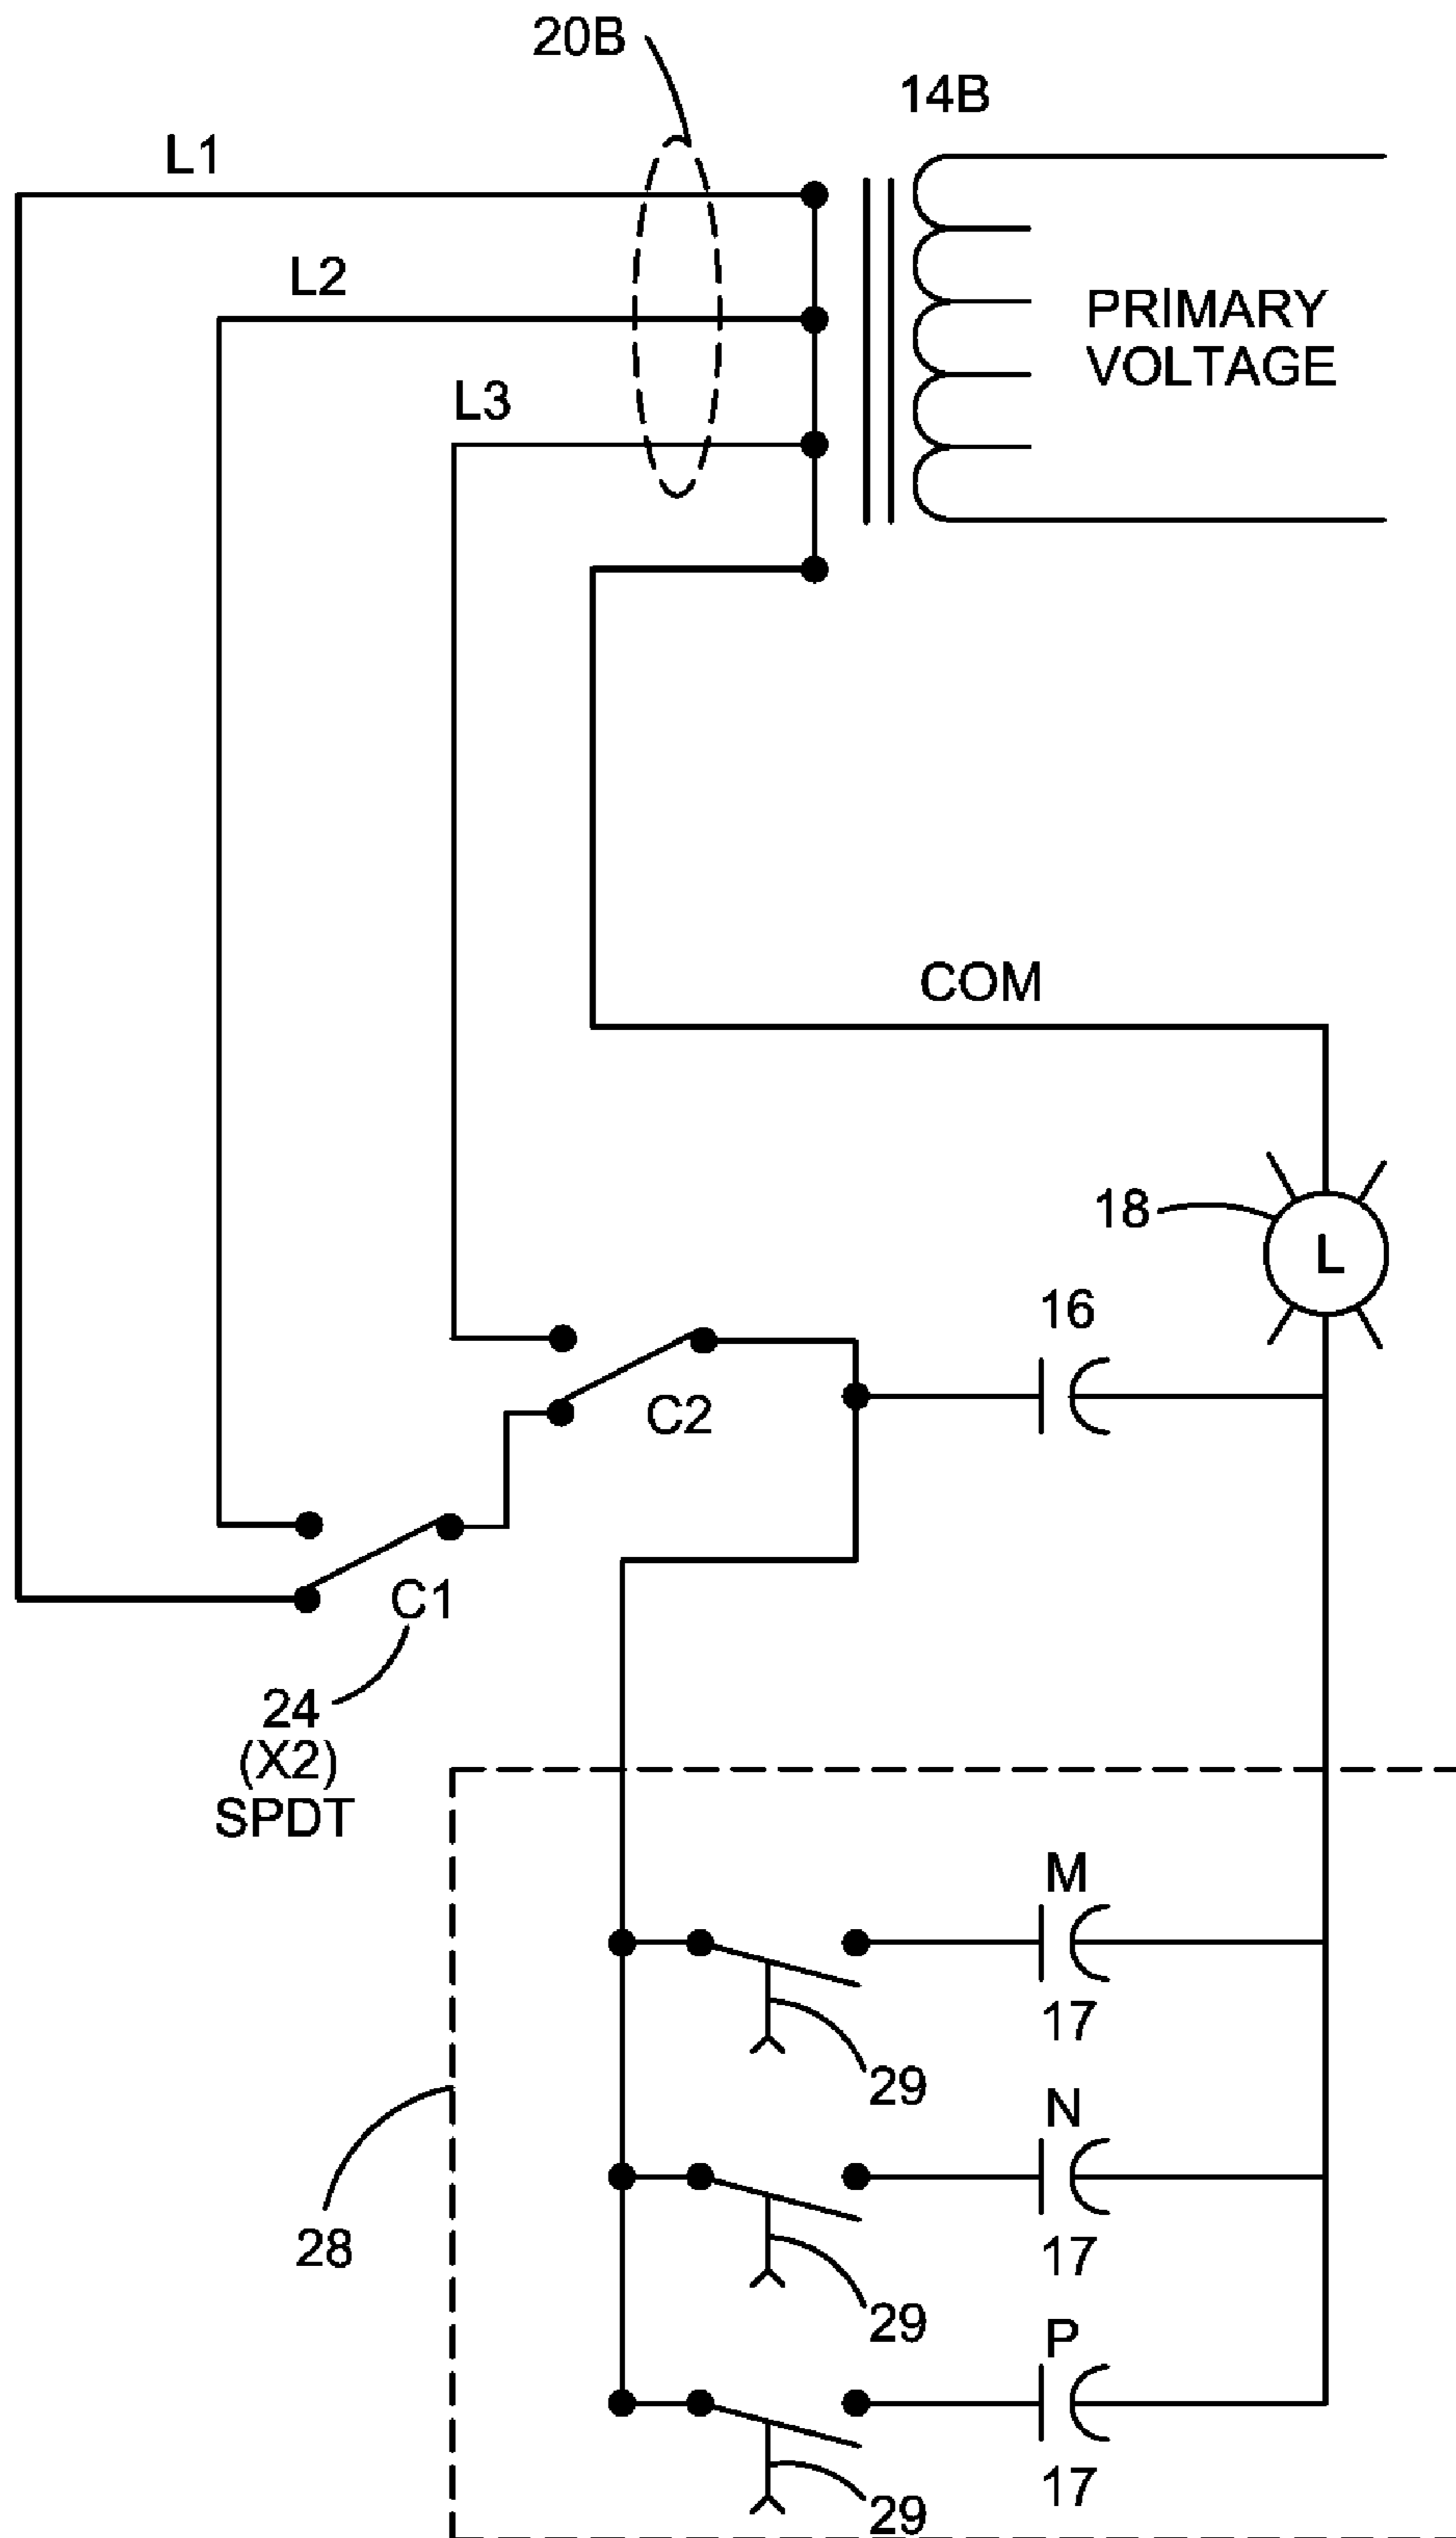 20B
14B
L1
L2
PRIMARY
VOLTAGE
L3
COM
18
L
16
C2
C1
24
(X2)
SPDT
M
17
29
N
28
17
29
P
17
29